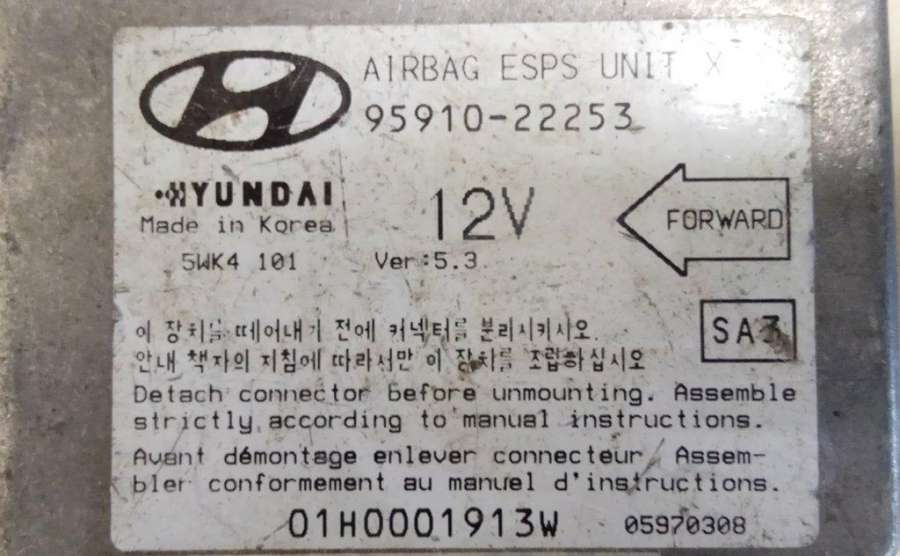 AIRBAG ESPS UNIT X
95910-22253
HYUNDAI
12V
FORWARD
Made in Korea
5WK4 101
Ver:5.3
이 장치를 떼어내기 전에 커넥터를 분리시키시오
안내 책자의 지침에 따라서만 이 장치를 조립하십시오
SA3
Detach connector before unmounting. Assemble
strictly according to manual instructions.
Avant démontage enlever connecteur. Assem-
bler conformement au manuel d'instructions.
01H0001913W
05970308